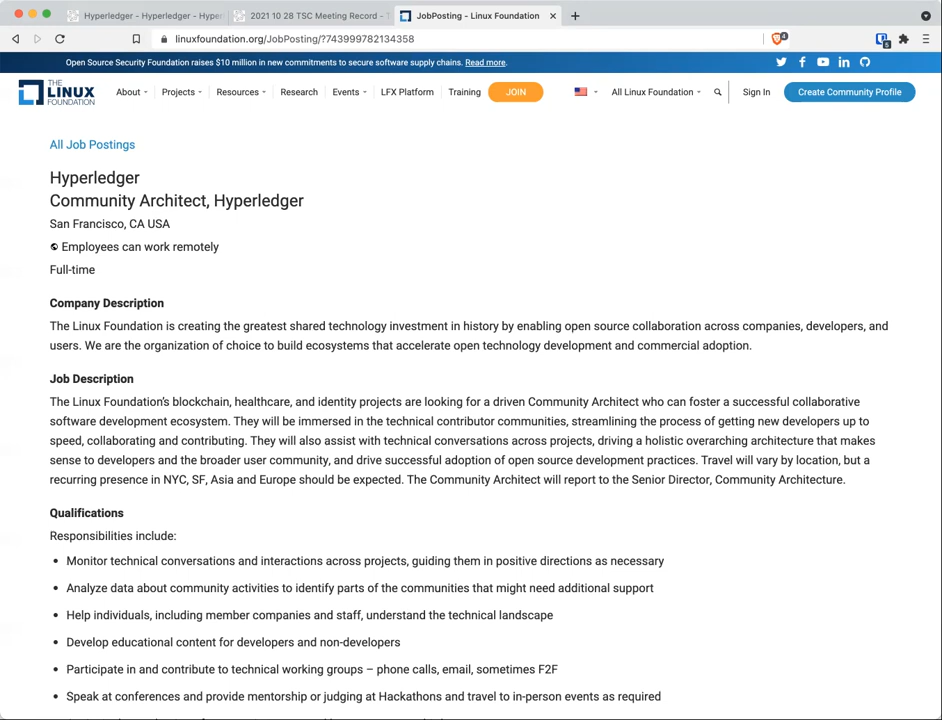 Hyperledger - Hyperledger - Hyper
2021 10 28 TSC Meeting Record - T
JobPosting - Linux Foundation
linuxfoundation.org/JobPosting/?743999782134358
4
5
Open Source Security Foundation raises $10 million in new commitments to secure software supply chains. Read more.
THE LINUX FOUNDATION
About
Projects
Resources
Research
Events
LFX Platform
Training
JOIN
All Linux Foundation
Sign In
Create Community Profile
All Job Postings
Hyperledger
Community Architect, Hyperledger
San Francisco, CA USA
Employees can work remotely
Full-time
Company Description
The Linux Foundation is creating the greatest shared technology investment in history by enabling open source collaboration across companies, developers, and
users. We are the organization of choice to build ecosystems that accelerate open technology development and commercial adoption.
Job Description
The Linux Foundation's blockchain, healthcare, and identity projects are looking for a driven Community Architect who can foster a successful collaborative
software development ecosystem. They will be immersed in the technical contributor communities, streamlining the process of getting new developers up to
speed, collaborating and contributing. They will also assist with technical conversations across projects, driving a holistic overarching architecture that makes
sense to developers and the broader user community, and drive successful adoption of open source development practices. Travel will vary by location, but a
recurring presence in NYC, SF, Asia and Europe should be expected. The Community Architect will report to the Senior Director, Community Architecture.
Qualifications
Responsibilities include:
• Monitor technical conversations and interactions across projects, guiding them in positive directions as necessary
• Analyze data about community activities to identify parts of the communities that might need additional support
• Help individuals, including member companies and staff, understand the technical landscape
• Develop educational content for developers and non-developers
• Participate in and contribute to technical working groups – phone calls, email, sometimes F2F
• Speak at conferences and provide mentorship or judging at Hackathons and travel to in-person events as required